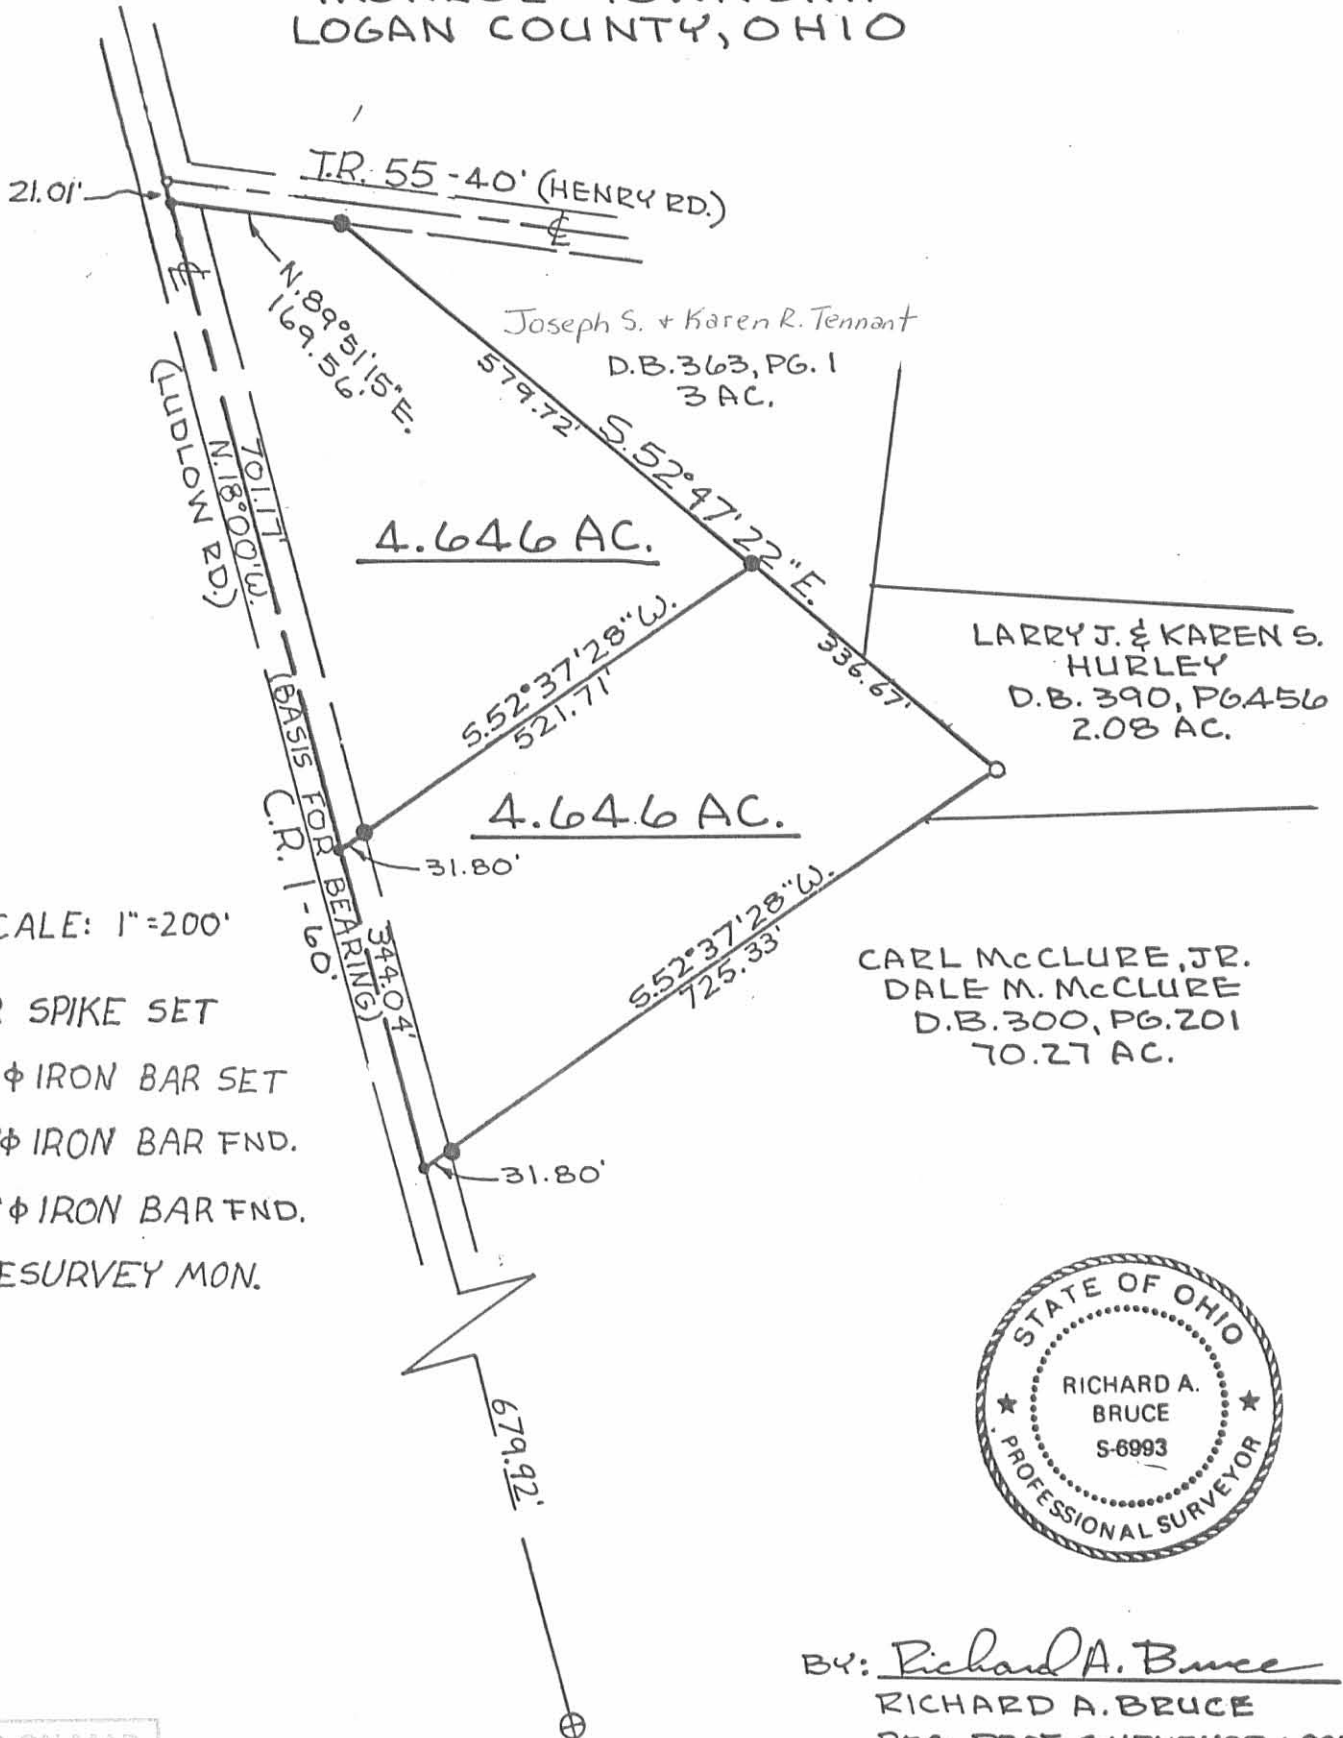 LOGAN COUNTY, OHIO
21.01'
T.R. 55-40' (HENRY RD.)
N.89°51'15"E.
169.56'
Joseph S. + Karen R. Tennant
D.B.363, PG. 1
3 AC.
579.72'
S.52°47'22"E.
(LUDLOW RD.)
701.17'
N.18°00'W.
4.646 AC.
S.52°37'28"W.
521.71'
336.67'
LARRY J. & KAREN S.
HURLEY
D.B. 390, PG.456
2.08 AC.
(BASIS FOR BEARING)
C.R. 1-60'
4.646 AC.
31.80'
344.04'
S.52°37'28"W.
725.33'
CARL McCLURE, JR.
DALE M. McCLURE
D.B.300, PG.201
70.27 AC.
CALE: 1"=200'
SPIKE SET
ϕ IRON BAR SET
ϕ IRON BAR FND.
"ϕ IRON BAR FND.
ESURVEY MON.
31.80'
679.92'
STATE OF OHIO
RICHARD A.
BRUCE
S-6993
PROFESSIONAL SURVEYOR
BY: Richard A. Bruce
RICHARD A. BRUCE